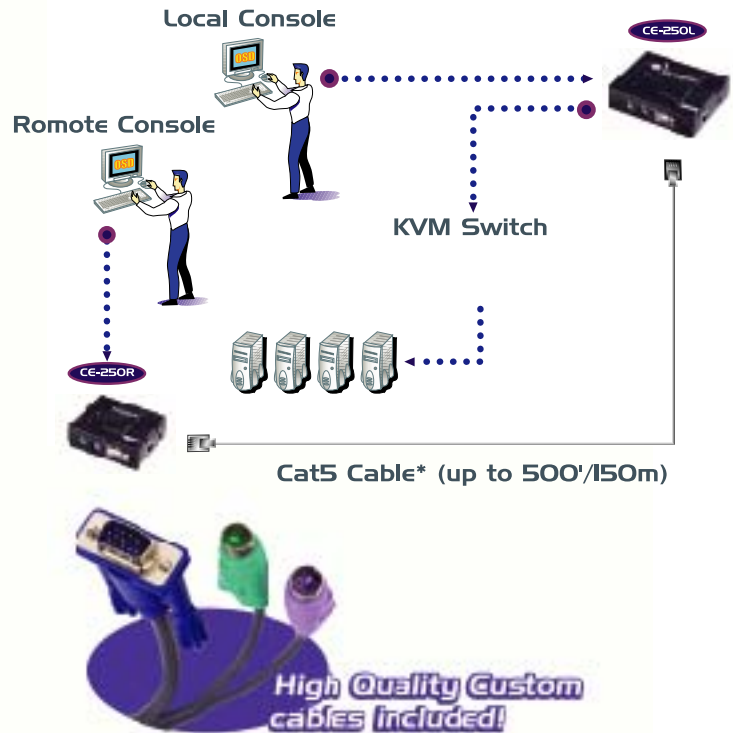 Local Console
CE-250L
OSD
Romote Console
OSD
KVM Switch
CE-250R
Cat5 Cable* (up to 500'/150m)
High Quality Custom
cables included!